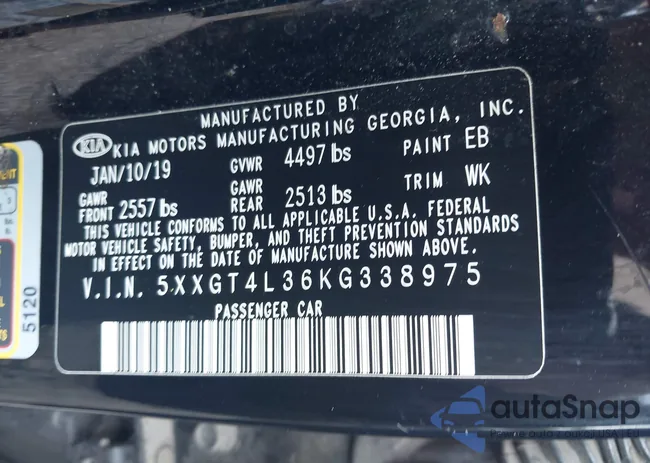 MANUFACTURED BY
KIA KIA MOTORS MANUFACTURING GEORGIA, INC.
JAN/10/19 GVWR 4497 lbs PAINT EB
GAWR FRONT 2557 lbs GAWR REAR 2513 lbs TRIM WK
THIS VEHICLE CONFORMS TO ALL APPLICABLE U.S.A. FEDERAL
MOTOR VEHICLE SAFETY, BUMPER, AND THEFT PREVENTION STANDARDS
IN EFFECT ON THE DATE OF MANUFACTURE SHOWN ABOVE.
V.I.N. 5XXGT4L36KG338975
PASSENGER CAR
5120
autaSnap